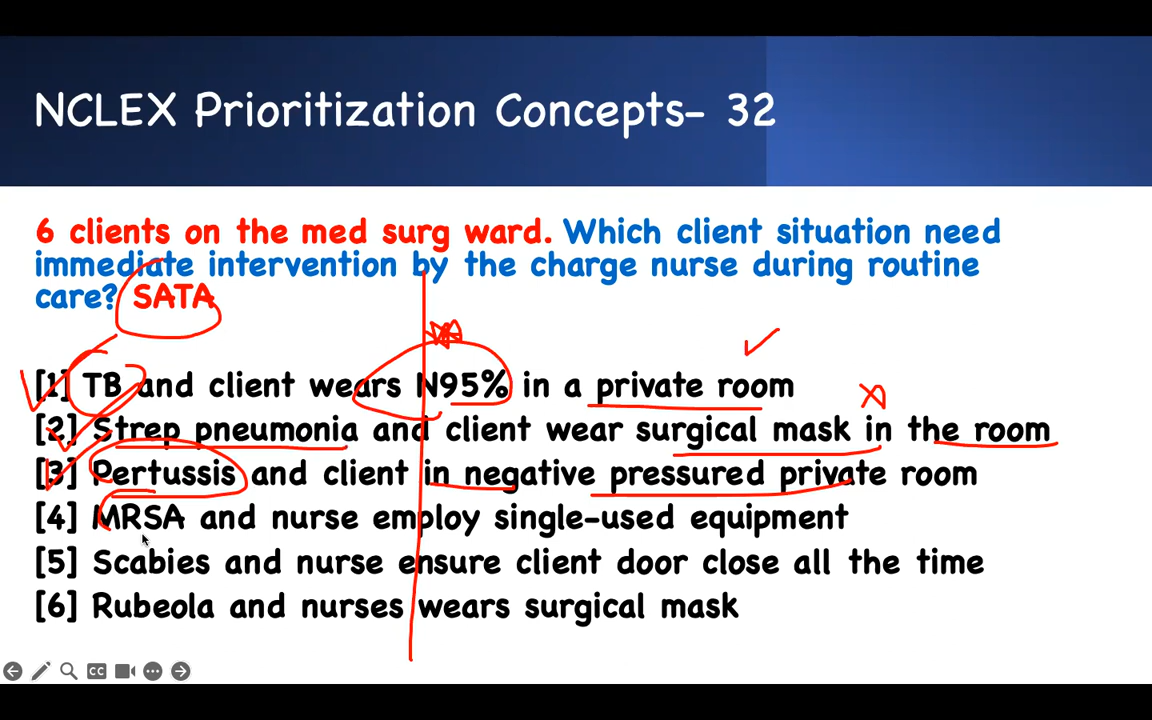 NCLEX Prioritization Concepts- 32
6 clients on the med surg ward. Which client situation need
immediate intervention by the charge nurse during routine
care? SATA
[1] TB and client wears N95% in a private room
[2] Strep pneumonia and client wear surgical mask in the room
[3] Pertussis and client in negative pressured private room
[4] MRSA and nurse employ single-used equipment
[5] Scabies and nurse ensure client door close all the time
[6] Rubeola and nurses wears surgical mask
CC